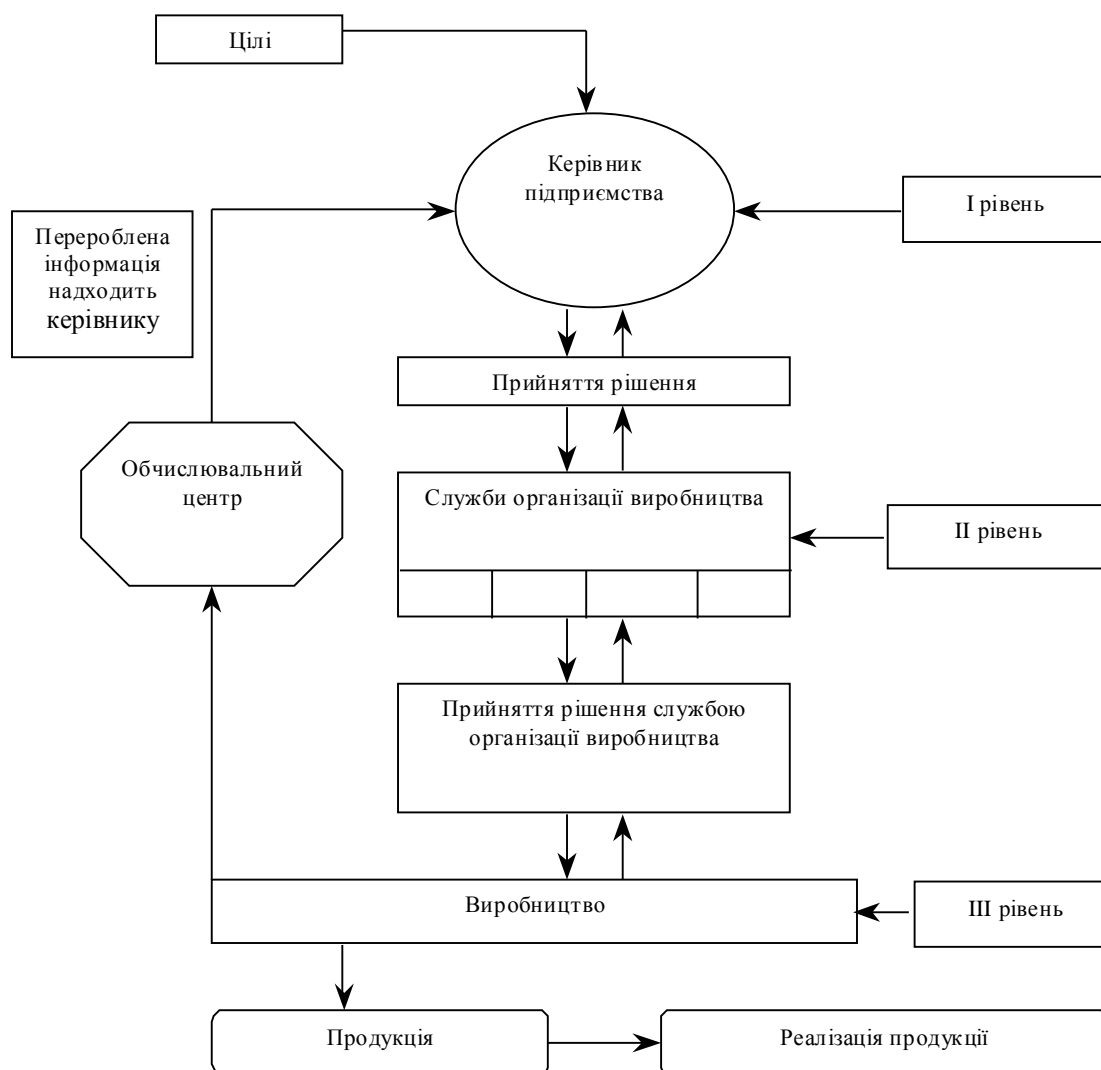 Цілі
Керівник
підприємства
І рівень
Перероблена
інформація
надходить
керівнику
Прийняття рішення
Обчислювальний
центр
Служби організації виробництва
ІІ рівень
Прийняття рішення службою
організації виробництва
Виробництво
ІІІ рівень
Продукція
Реалізація продукції